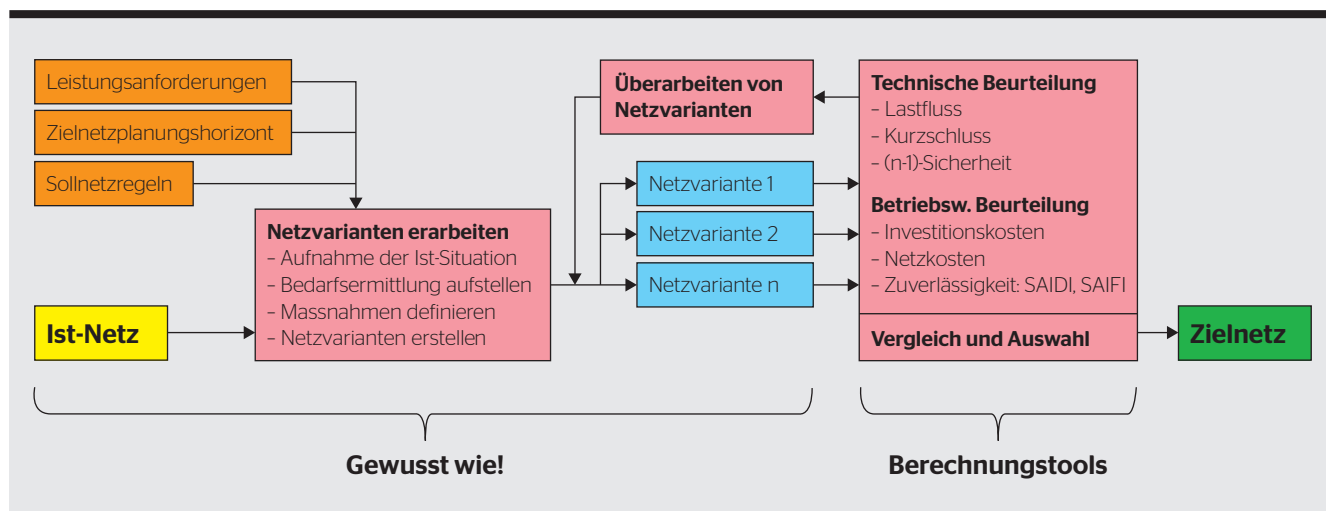 Leistungsanforderungen
Zielnetzplanungshorizont
Sollnetzregeln
Ist-Netz
Netzvarianten erarbeiten
– Aufnahme der Ist-Situation
– Bedarfsermittlung aufstellen
– Massnahmen definieren
– Netzvarianten erstellen
Überarbeiten von
Netzvarianten
Netzvariante 1
Netzvariante 2
Netzvariante n
Technische Beurteilung
– Lastfluss
– Kurzschluss
– (n-1)-Sicherheit
Betriebsw. Beurteilung
– Investitionskosten
– Netzkosten
– Zuverlässigkeit: SAIDI, SAIFI
Vergleich und Auswahl
Zielnetz
Gewusst wie!
Berechnungstools